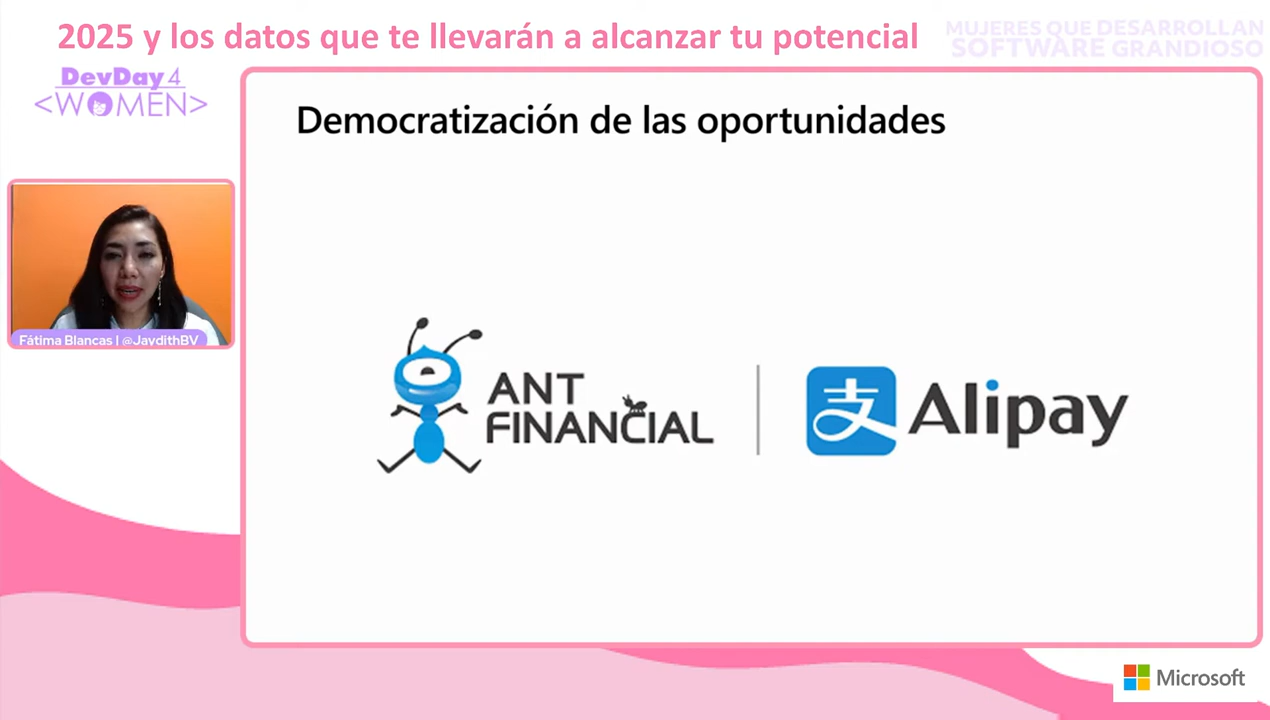 2025 y los datos que te llevarán a alcanzar tu potencial
MUJERES QUE DESARROLLAN
SOFTWARE GRANDIOSO
DevDay4
<WOMEN>
Democratización de las oportunidades
Fátima Blancas | @JaydithBV
ANT
FINANCIAL
支
Alipay
Microsoft